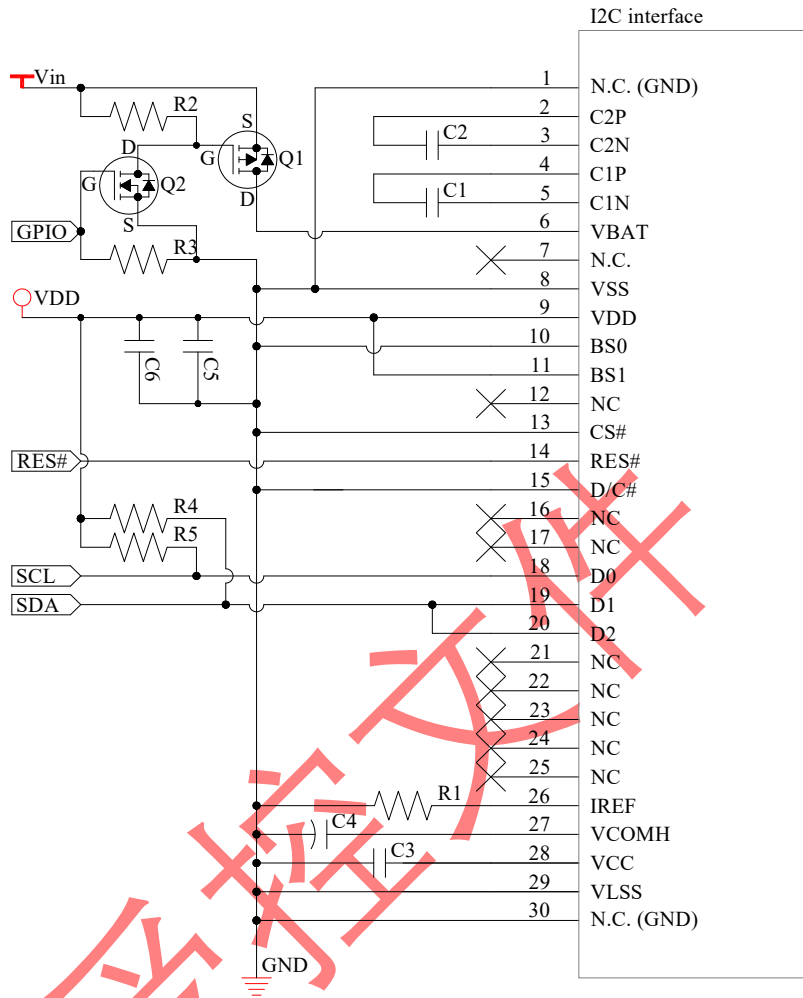 I2C interface
Vin
R2
S
G
Q1
D
D
G
Q2
S
GPIO
R3
VDD
C6
C5
RES#
R4
R5
SCL
SDA
C2
C1
R1
C4
C3
GND
1 N.C. (GND)
2 C2P
3 C2N
4 C1P
5 C1N
6 VBAT
7 N.C.
8 VSS
9 VDD
10 BS0
11 BS1
12 NC
13 CS#
14 RES#
15 D/C#
16 NC
17 NC
18 D0
19 D1
20 D2
21 NC
22 NC
23 NC
24 NC
25 NC
26 IREF
27 VCOMH
28 VCC
29 VLSS
30 N.C. (GND)
控文件